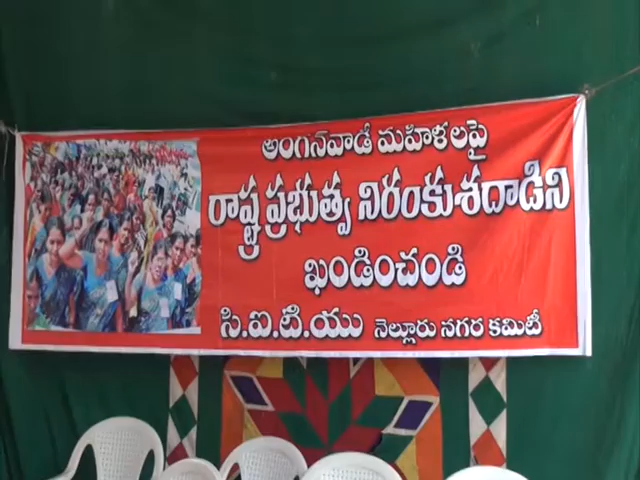 అంగన్‌వాడీ మహిళలపై
రాష్ట్ర ప్రభుత్వ నిరంకుశదాడిని
ఖండించండి
సి.ఐ.టి.యు నెల్లూరు నగర కమిటీ